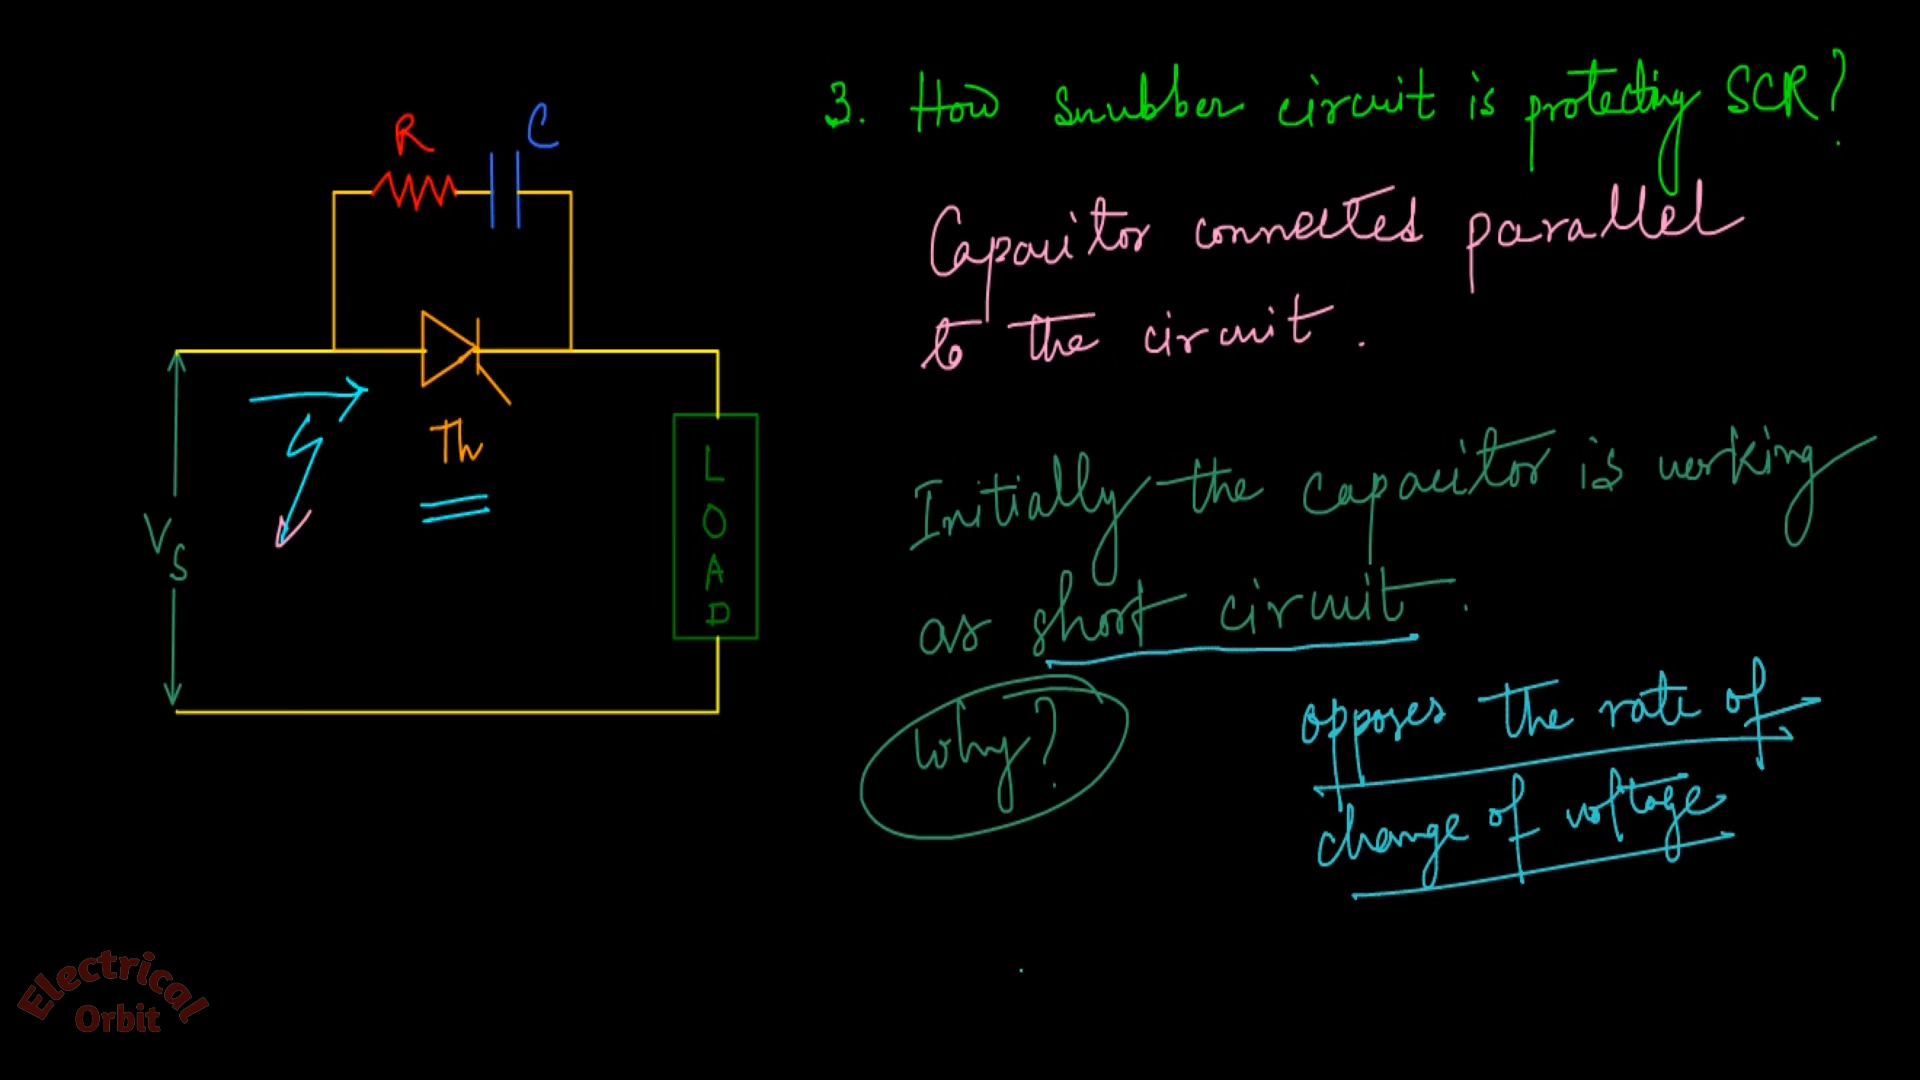 3. How snubber circuit is protecting SCR?
R
C
Capacitor connected parallel
to the circuit.
Th
Initially the capacitor is working
as short circuit.
VS
LOAD
Why?
opposes the rate of
change of voltage
Electrical
Orbit